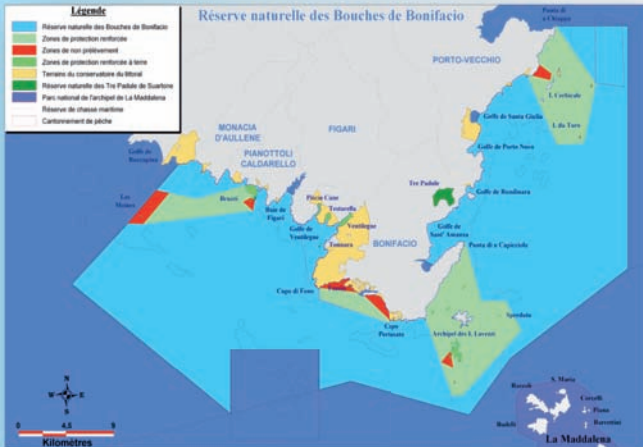 Légende
Réserve naturelle des Bouches de Bonifacio
Zones de protection renforcée
Zones de non prélèvement
Zones de protection renforcée à terre
Terrains du conservatoire du littoral
Réserve naturelle des Tre Padule de Suartone
Parc national de l'archipel de La Maddalena
Réserve de chasse maritime
Cantonnement de pêche
Réserve naturelle des Bouches de Bonifacio
Punta di
a Chiappa
PORTO-VECCHIO
I. Cerbicale
I. du Toro
Golfe de Santa Giulia
Golfe de Porto Novo
Golfe de Rondinara
Tre Padule
Golfe de
Sant' Amanza
Punta di u Capicciolu
FIGARI
MONACIA
D'AULLENE
PIANOTTOLI
CALDARELLO
Golfe de
Roccapina
Les Moines
Bruzzi
Baie de
Figari
Golfe de
Ventilegne
Piscio Cane
Testarella
Ventilegne
Tonnara
BONIFACIO
Capo di Feno
Capo
Pertusato
Sperduto
Archipel des I. Lavezzi
N
W
E
S
0
4,5
9
Kilomètres
S. Maria
Razzoli
Budelli
La Maddalena